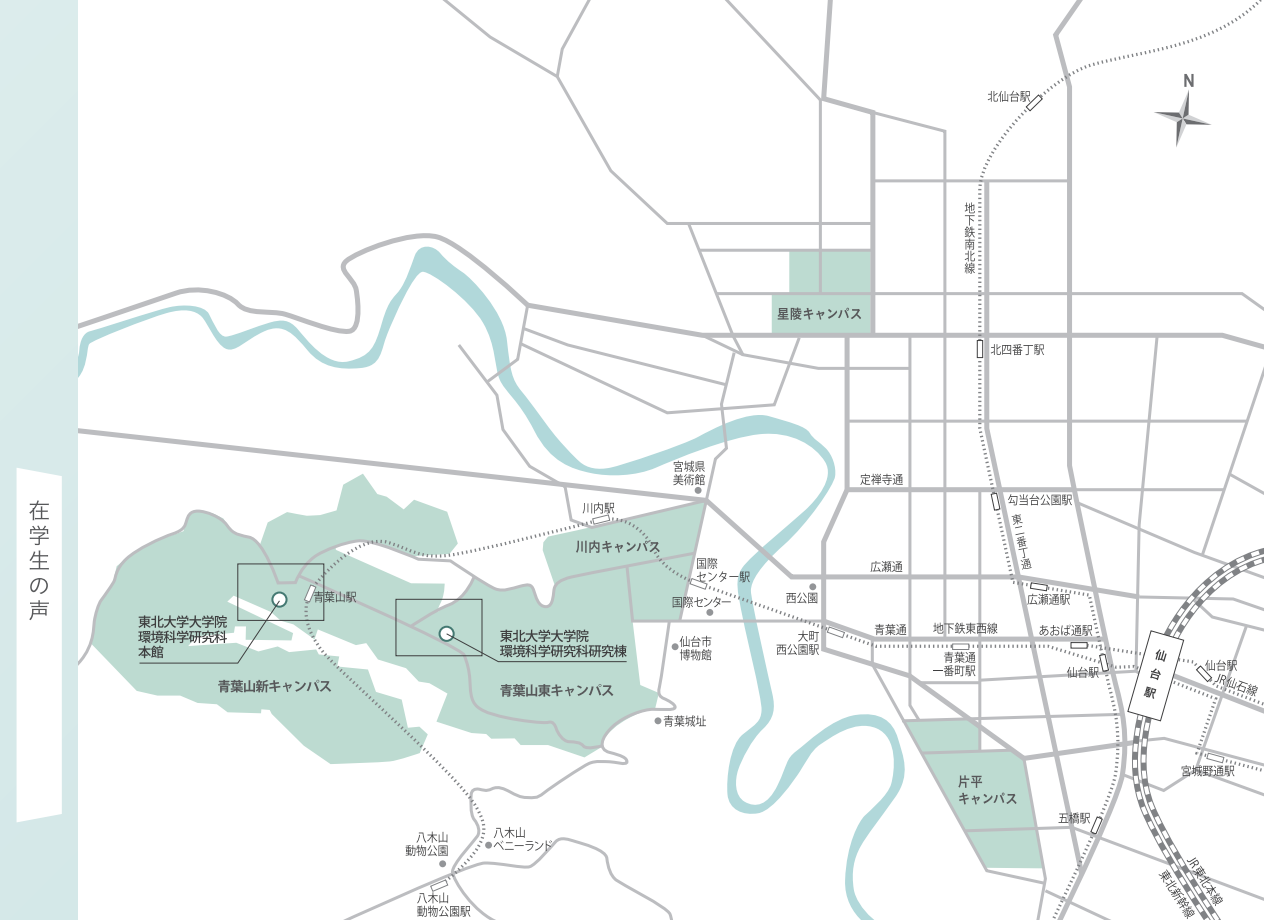 在学生の声
N
北仙台駅
地下鉄南北線
星陵キャンパス
北四番丁駅
宮城県
美術館
定禅寺通
勾当台公園駅
川内駅
東二番丁通
川内キャンパス
国際
センター駅
広瀬通
青葉山駅
国際センター
西公園
広瀬通駅
東北大学大学院
環境科学研究科
本館
東北大学大学院
環境科学研究科研究棟
仙台市
博物館
大町
西公園駅
青葉通
地下鉄東西線
あおば通駅
青葉通
一番町駅
仙台駅
仙台駅
仙台駅
JR仙石線
青葉山新キャンパス
青葉山東キャンパス
青葉城址
宮城野通駅
片平
キャンパス
五橋駅
八木山
動物公園
八木山
ベニーランド
八木山
動物公園駅
JR東北本線
東北新幹線